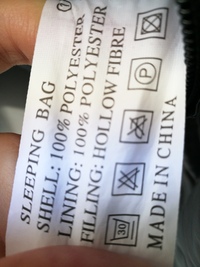 SLEEPING BAG
SHELL: 100% POLYESTER
LINING: 100% POLYESTER
FILLING: HOLLOW FIBRE
30 P
MADE IN CHINA